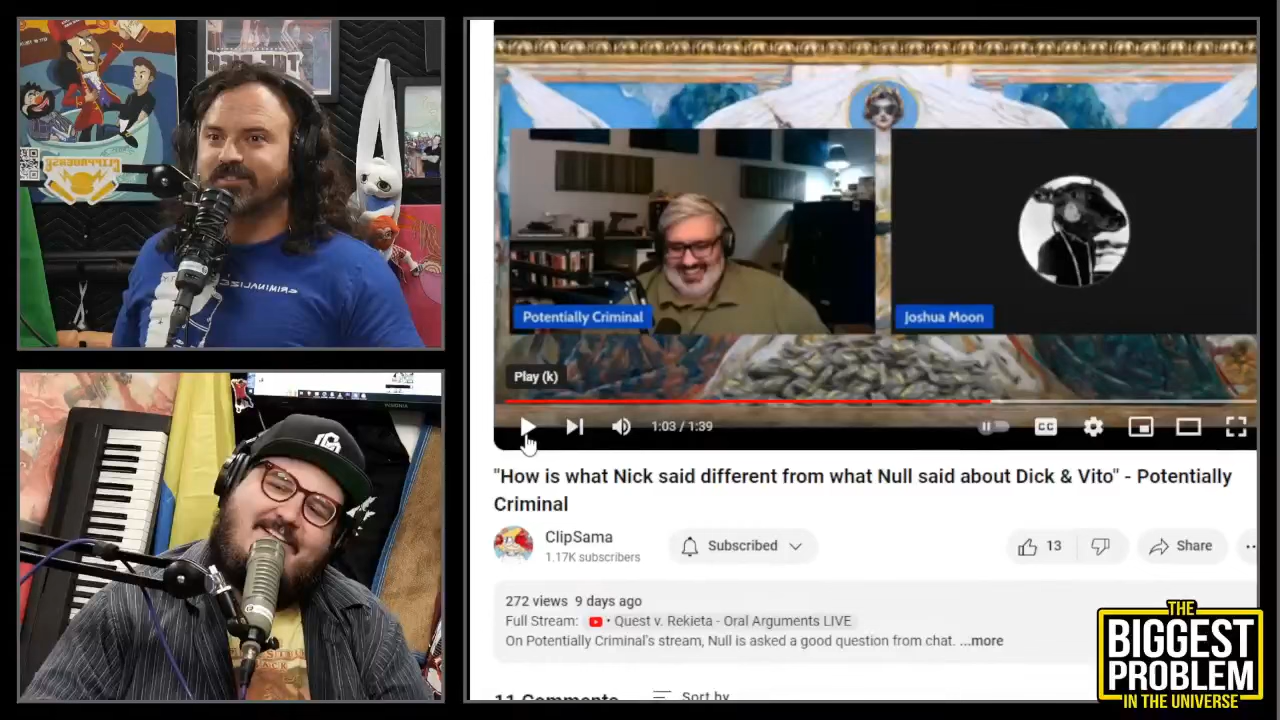 Potentially Criminal
Joshua Moon
Play (k)
1:03 / 1:39
CC
"How is what Nick said different from what Null said about Dick & Vito" - Potentially
Criminal
ClipSama
1.17K subscribers
Subscribed
13
Share
272 views 9 days ago
Full Stream: • Quest v. Rekieta - Oral Arguments LIVE
On Potentially Criminal's stream, Null is asked a good question from chat. ...more
11 Comments
Sort by
THE
BIGGEST
PROBLEM
IN THE UNIVERSE